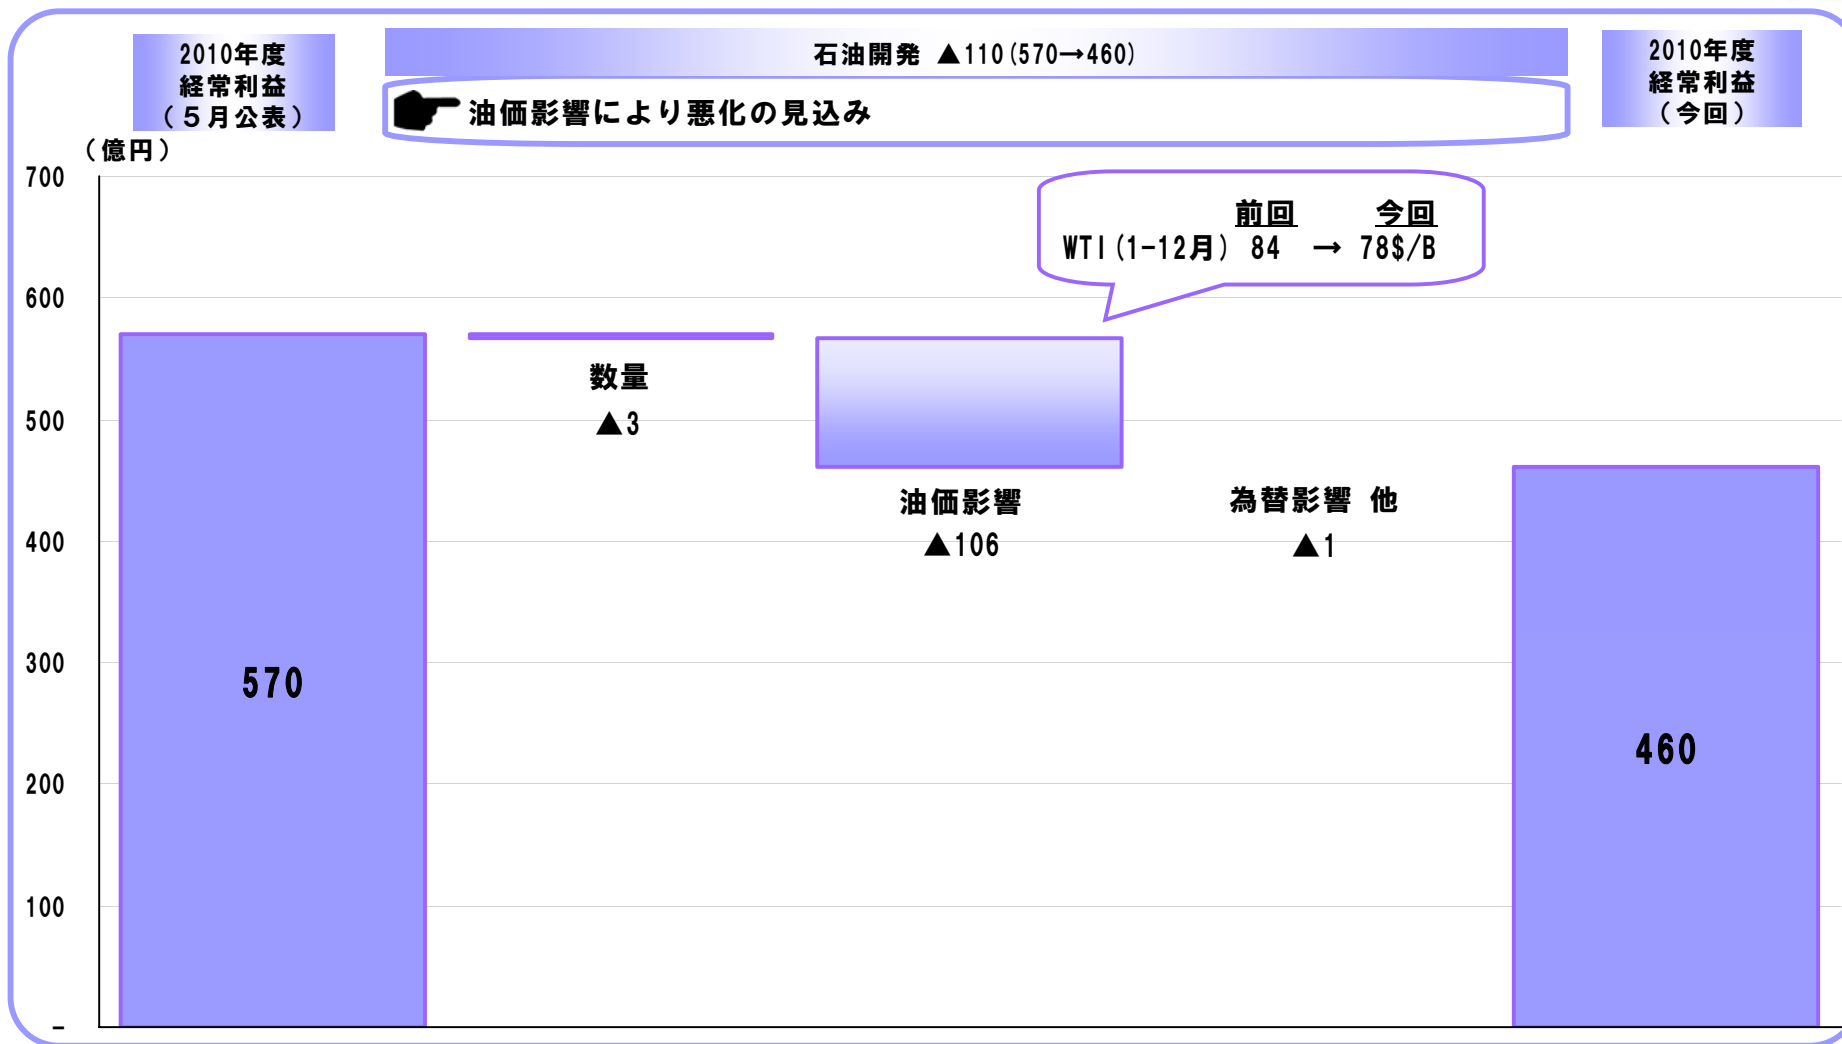 2010年度
経常利益
（５月公表）
石油開発 ▲110(570→460)
油価影響により悪化の見込み
2010年度
経常利益
（今回）
（億円）
700
600
500
400
300
200
100
－
前回 今回
WTI(1-12月) 84 → 78$/B
570
数量
▲3
油価影響
▲106
為替影響 他
▲1
460